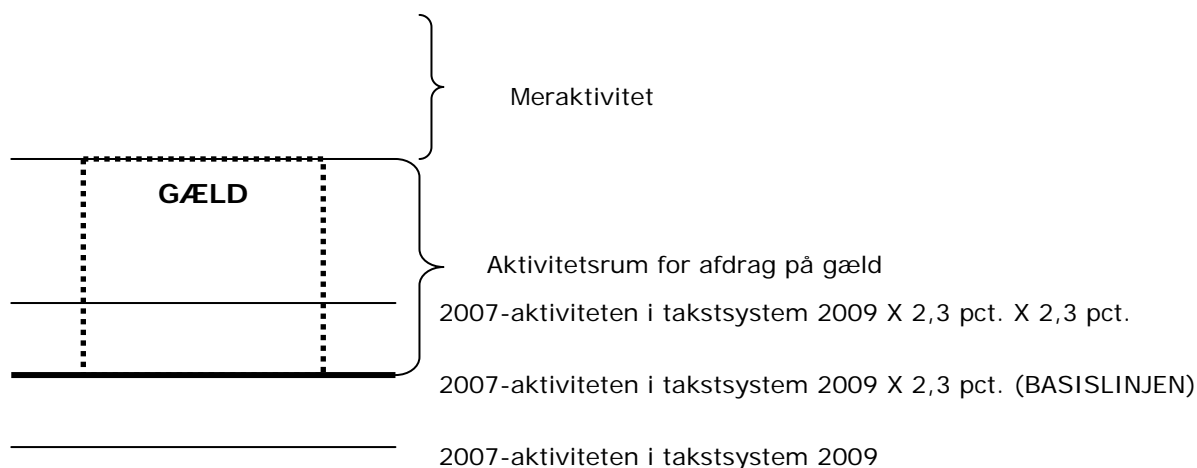 Meraktivitet
GÆLD
Aktivitetsrum for afdrag på gæld
2007-aktiviteten i takstsystem 2009 X 2,3 pct. X 2,3 pct.
2007-aktiviteten i takstsystem 2009 X 2,3 pct. (BASISLINJEN)
2007-aktiviteten i takstsystem 2009